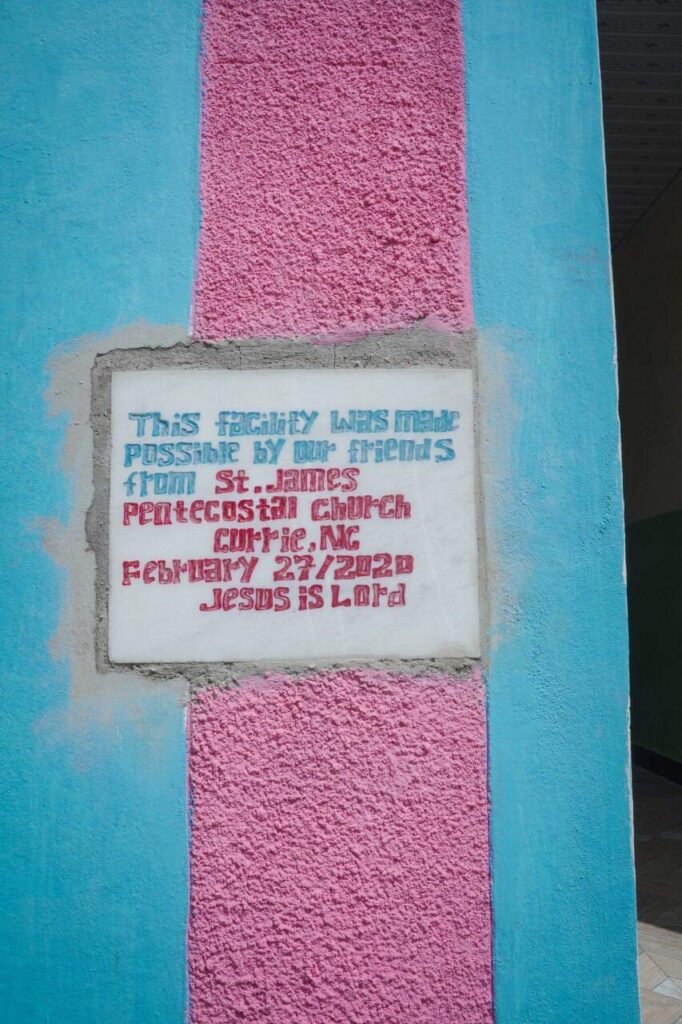 This facility was made
possible by our friends
from St. James
Pentecostal Church
Currie, NC
February 27/2020
Jesus is Lord